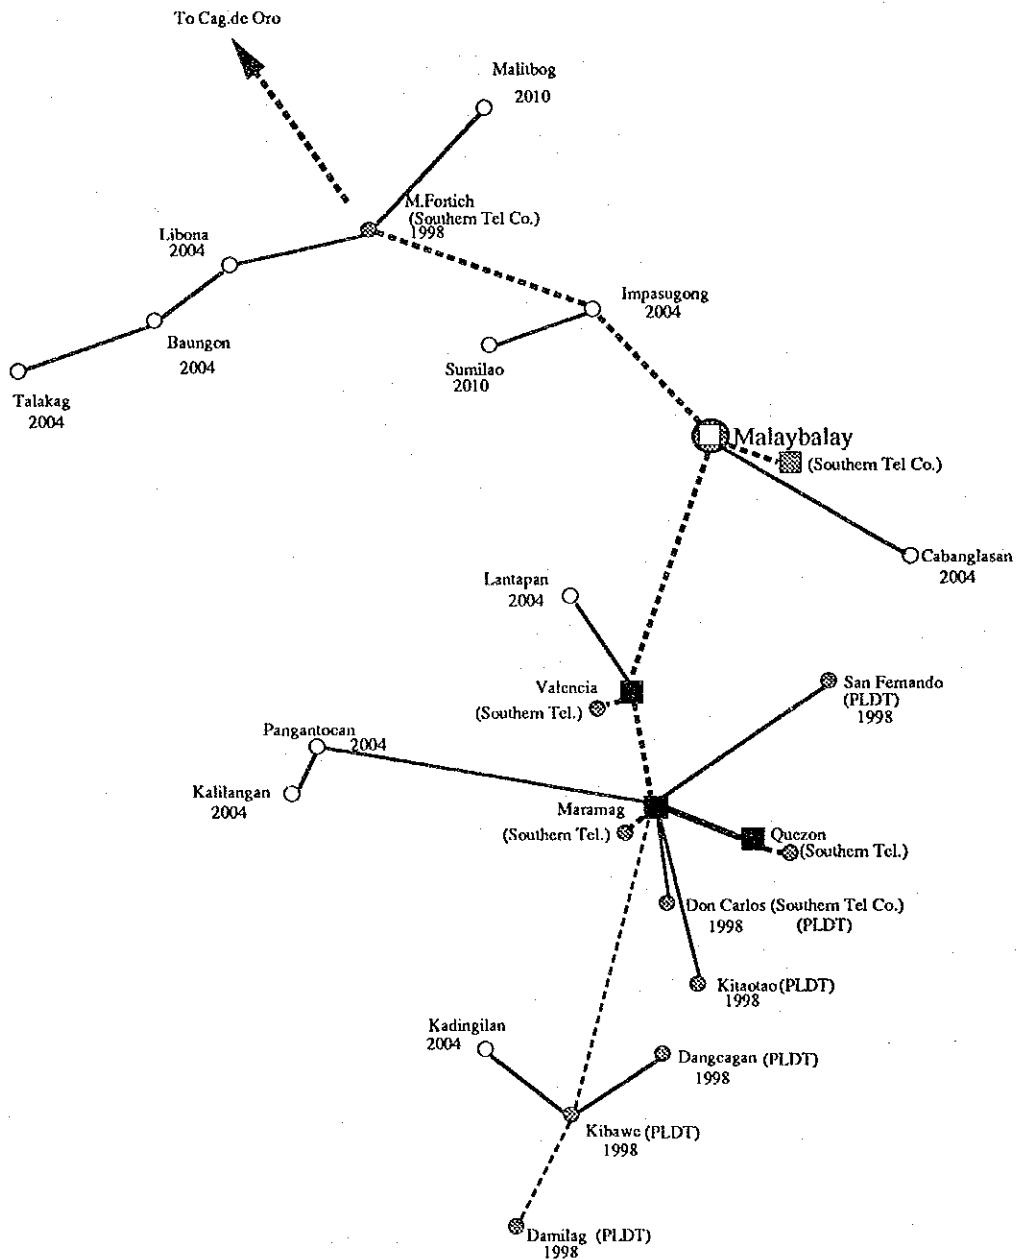 To Cag.de Oro
Malitbog
2010
M.Fortich
(Southern Tel Co.)
1998
Libona
2004
Impasugong
2004
Baungon
2004
Sumilao
2010
Talakag
2004
Malaybalay
(Southern Tel Co.)
Cabanglasan
2004
Lantapan
2004
San Fernando
(PLDT)
1998
Valencia
(Southern Tel.)
Pangantocan
2004
Kalilangan
2004
Maramag
(Southern Tel.)
Quezon
(Southern Tel.)
Don Carlos (Southern Tel Co.)
1998 (PLDT)
Kitaotao (PLDT)
1998
Kadingilan
2004
Dangcagan (PLDT)
1998
Kibawe (PLDT)
1998
Damilag (PLDT)
1998